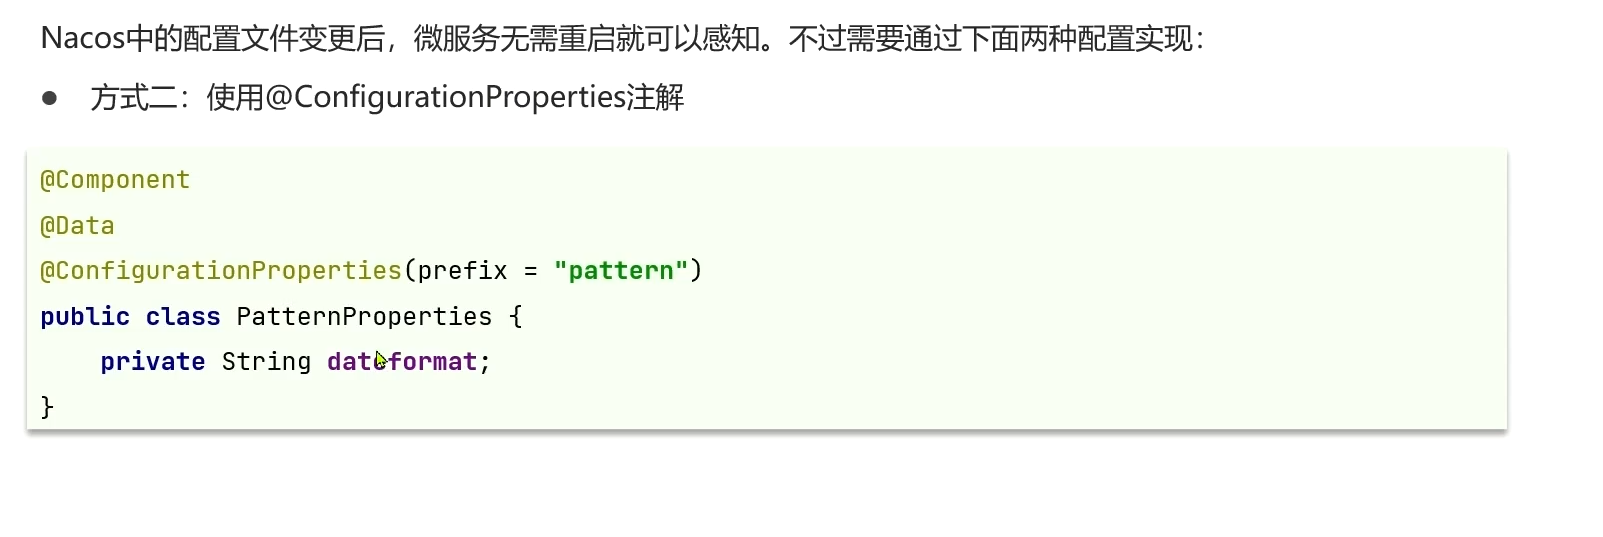 Nacos中的配置文件变更后，微服务无需重启就可以感知。不过需要通过下面两种配置实现：
● 方式二：使用@ConfigurationProperties注解
@Component
@Data
@ConfigurationProperties(prefix = "pattern")
public class PatternProperties {
    private String dateformat;
}